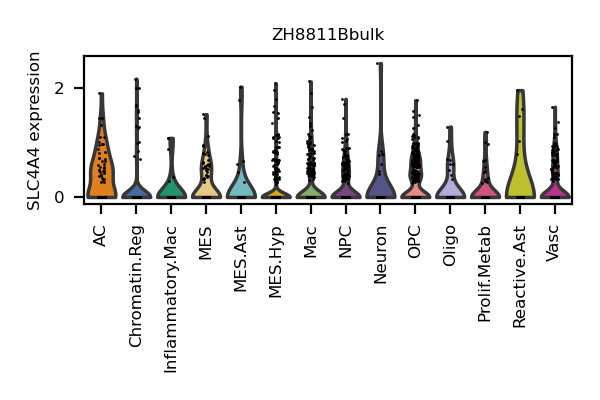 ZH8811Bbulk
SLC4A4 expression
2
0
AC
Chromatin.Reg
Inflammatory.Mac
MES
MES.Ast
MES.Hyp
Mac
NPC
Neuron
OPC
Oligo
Prolif.Metab
Reactive.Ast
Vasc